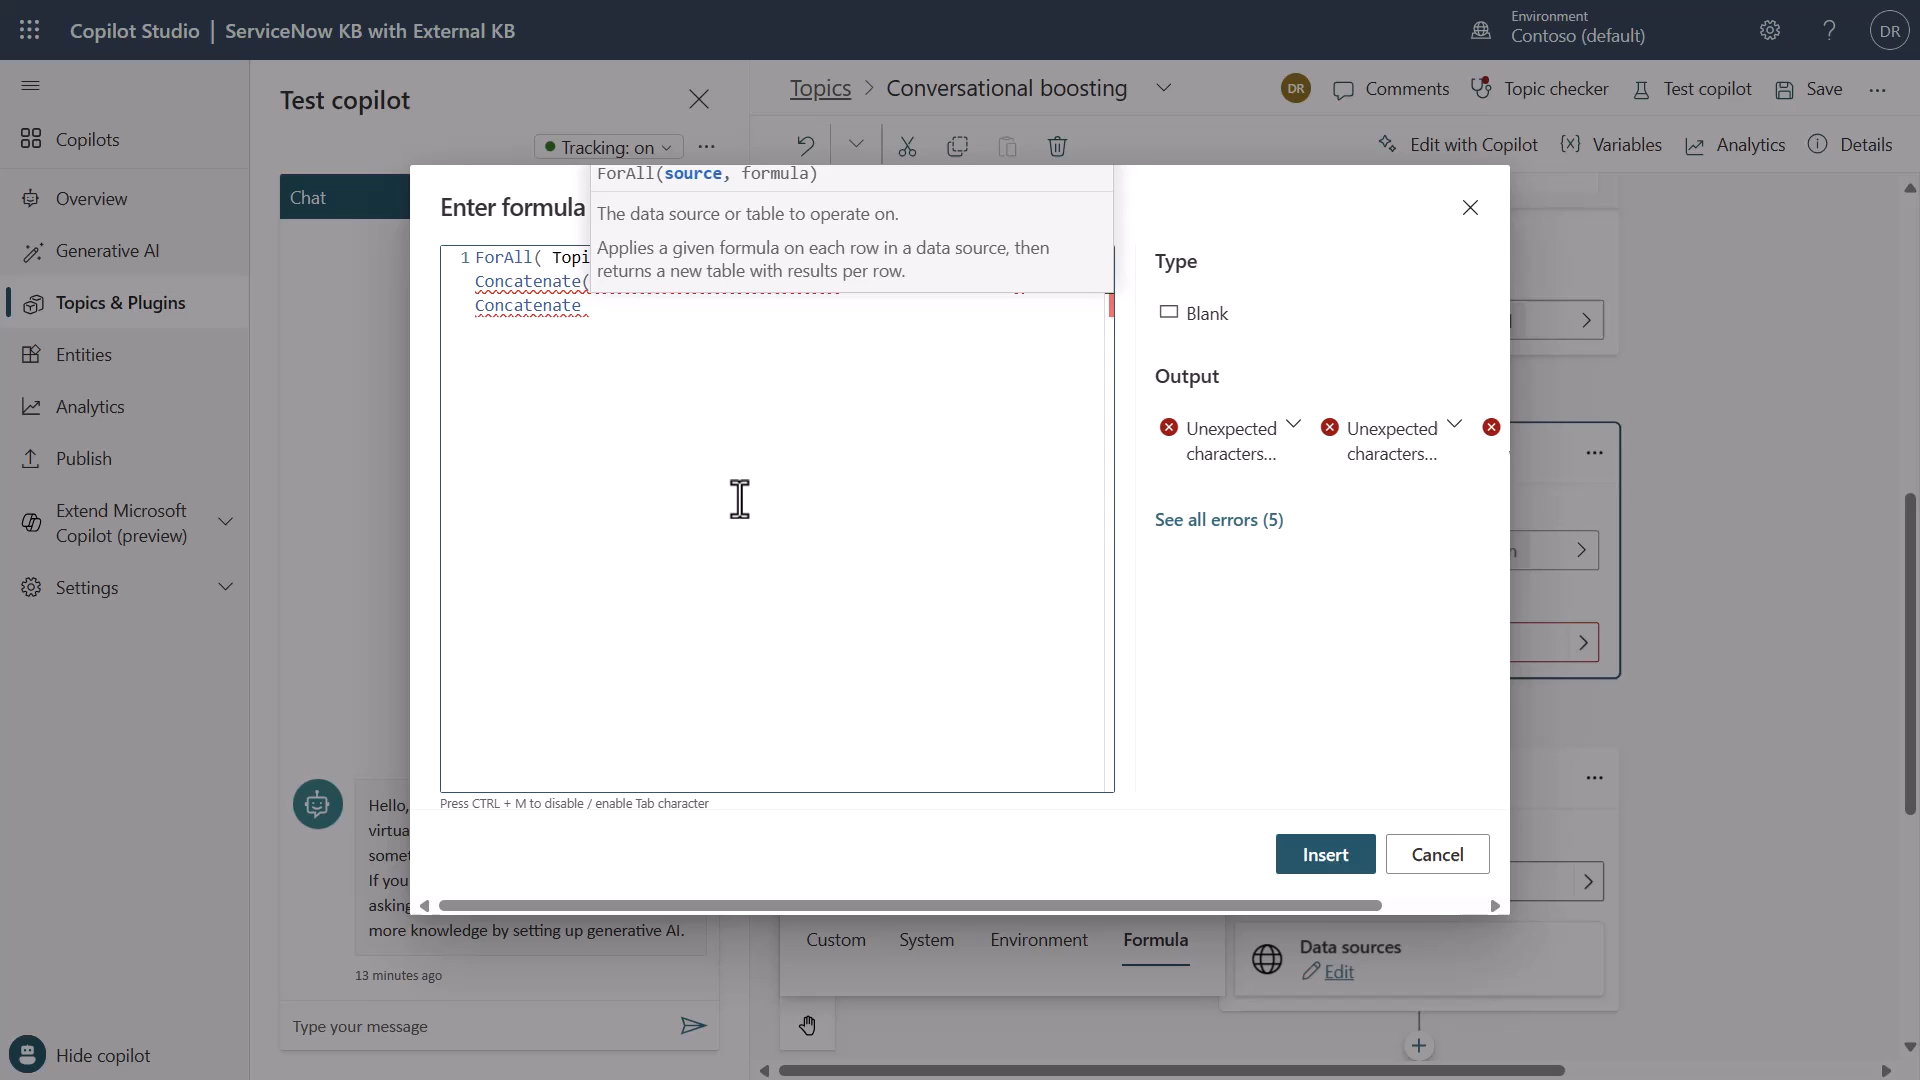 Copilot Studio | ServiceNow KB with External KB
Environment
Contoso (default)
DR
Copilots
Overview
Generative AI
Topics & Plugins
Entities
Analytics
Publish
Extend Microsoft
Copilot (preview)
Settings
Hide copilot
Test copilot
Tracking: on
Chat
Hello,
If you
asking
more knowledge by setting up generative AI.
13 minutes ago
Type your message
Topics > Conversational boosting
DR
Comments
Topic checker
Test copilot
Save
Edit with Copilot
{x} Variables
Analytics
Details
Enter formula
ForAll(source, formula)
The data source or table to operate on.
Applies a given formula on each row in a data source, then
returns a new table with results per row.
1 ForAll( Topi
Concatenate(
Concatenate
Press CTRL + M to disable / enable Tab character
Type
Blank
Output
Unexpected
characters...
Unexpected
characters...
See all errors (5)
Insert
Cancel
Custom
System
Environment
Formula
Data sources
Edit